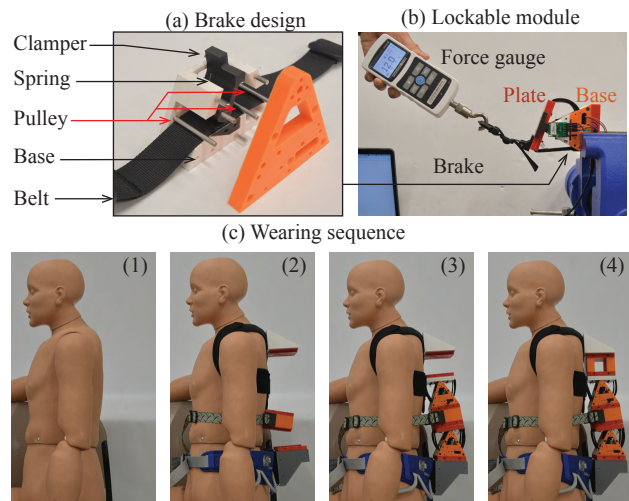 (a) Brake design
(b) Lockable module
Clamper
Spring
Pulley
Base
Belt
Force gauge
Plate
Base
Brake
(c) Wearing sequence
(1)
(2)
(3)
(4)